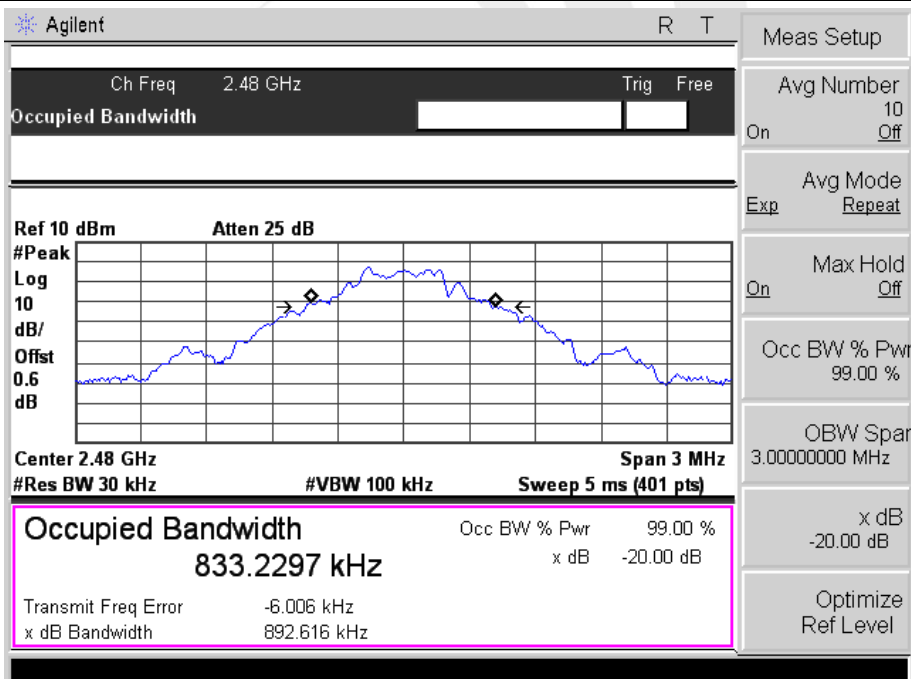 Agilent R T
Ch Freq 2.48 GHz Trig Free
Occupied Bandwidth
Ref 10 dBm Atten 25 dB
#Peak
Log
10
dB/
Offst
0.6
dB
Center 2.48 GHz Span 3 MHz
#Res BW 30 kHz #VBW 100 kHz Sweep 5 ms (401 pts)
Occupied Bandwidth
833.2297 kHz
Occ BW % Pwr 99.00 %
x dB -20.00 dB
Transmit Freq Error -6.006 kHz
x dB Bandwidth 892.616 kHz
Meas Setup
Avg Number
10
On Off
Avg Mode
Exp Repeat
Max Hold
On Off
Occ BW % Pwr
99.00 %
OBW Spar
3.00000000 MHz
x dB
-20.00 dB
Optimize
Ref Level